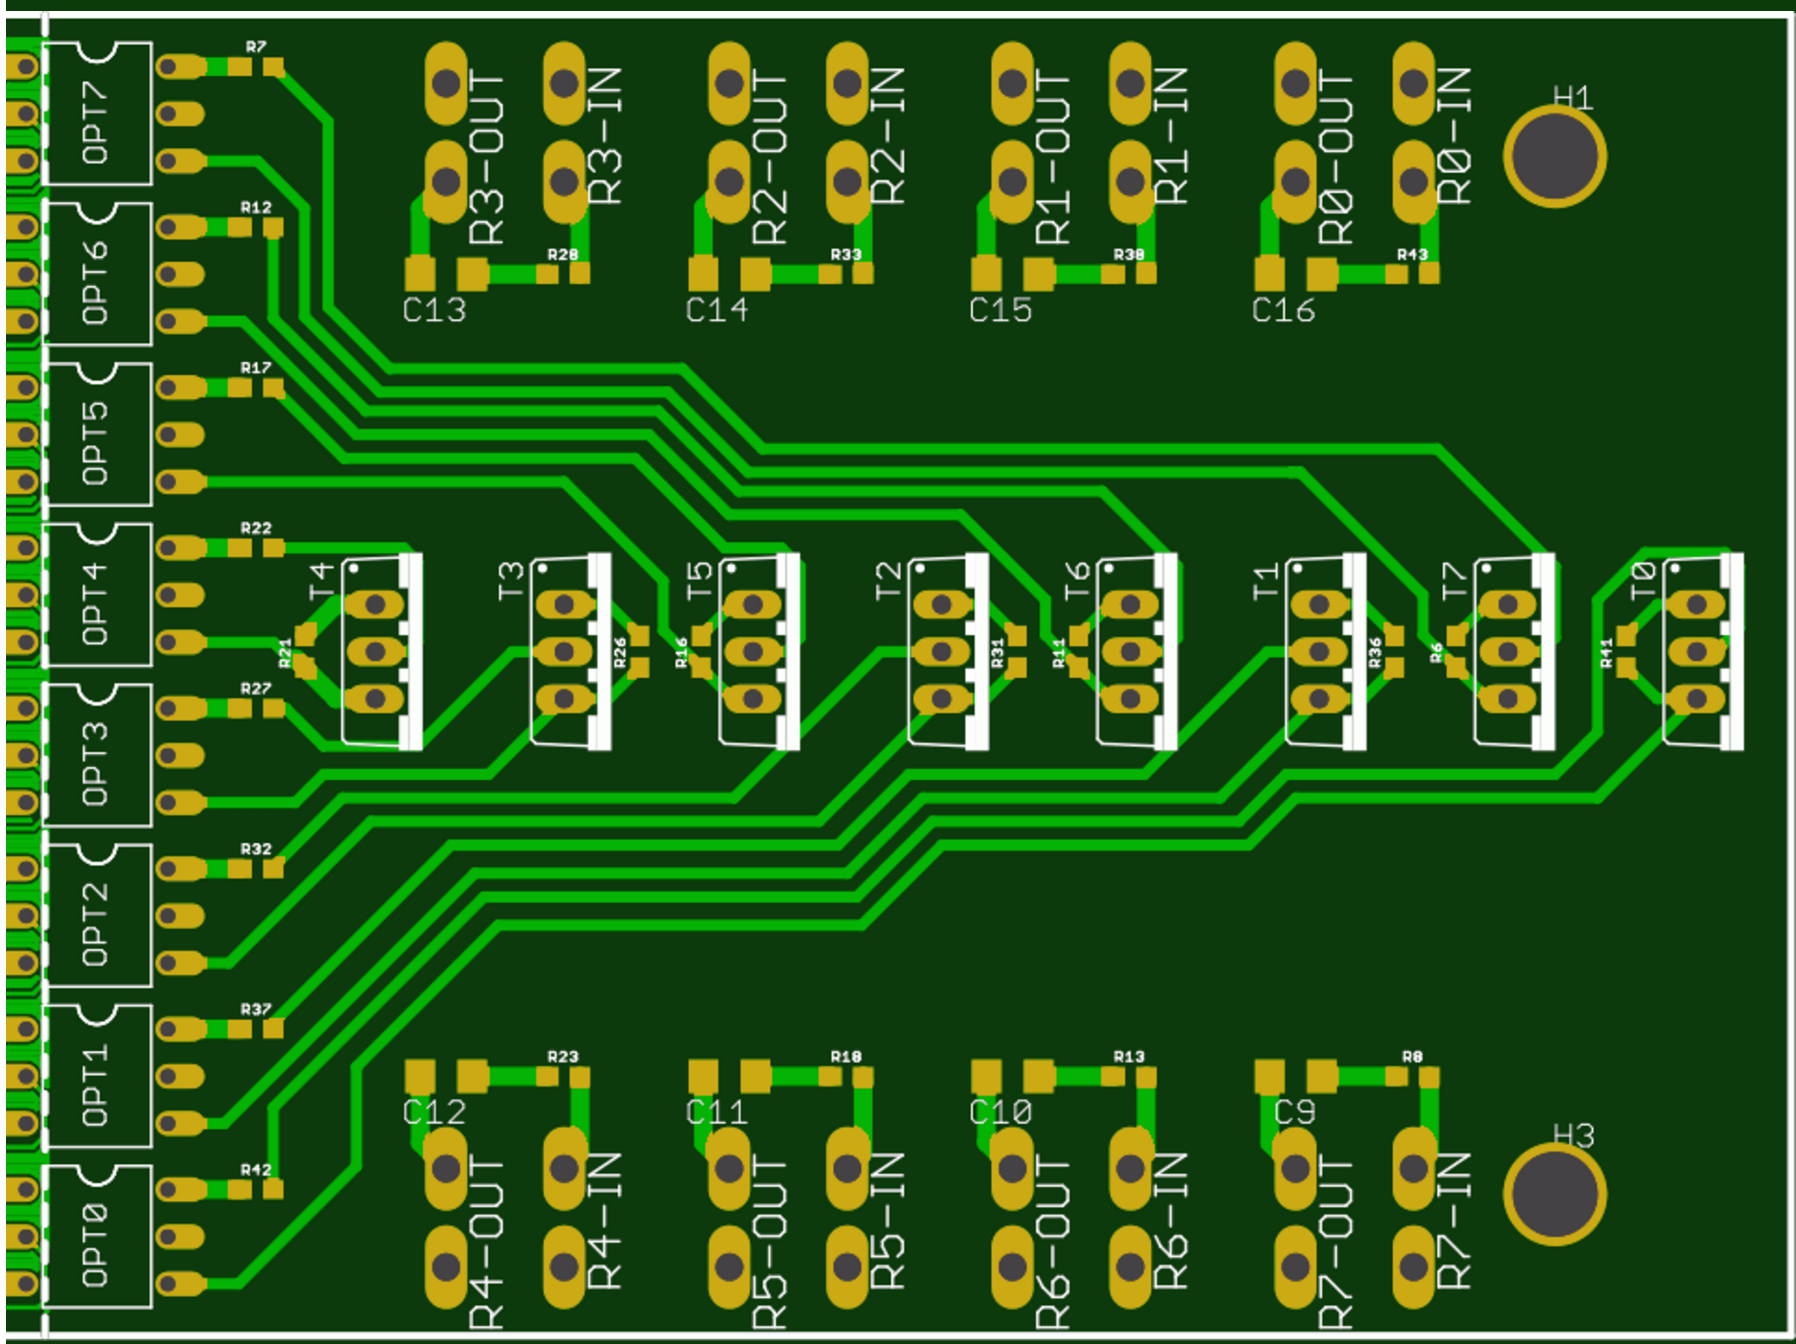 R7
OPT7
R3-OUT
R3-IN
R2-OUT
R2-IN
R1-OUT
R1-IN
R0-OUT
R0-IN
H1
R12
OPT6
R28
R33
R38
R43
C13
C14
C15
C16
R17
OPT5
R22
OPT4
T4
T3
T5
T2
T6
T1
T7
T0
R21
R26
R16
R31
R11
R36
R6
R41
R27
OPT3
R32
OPT2
R37
OPT1
R23
R18
R13
R8
C12
C11
C10
C9
H3
R42
OPT0
R4-OUT
R4-IN
R5-OUT
R5-IN
R6-OUT
R6-IN
R7-OUT
R7-IN